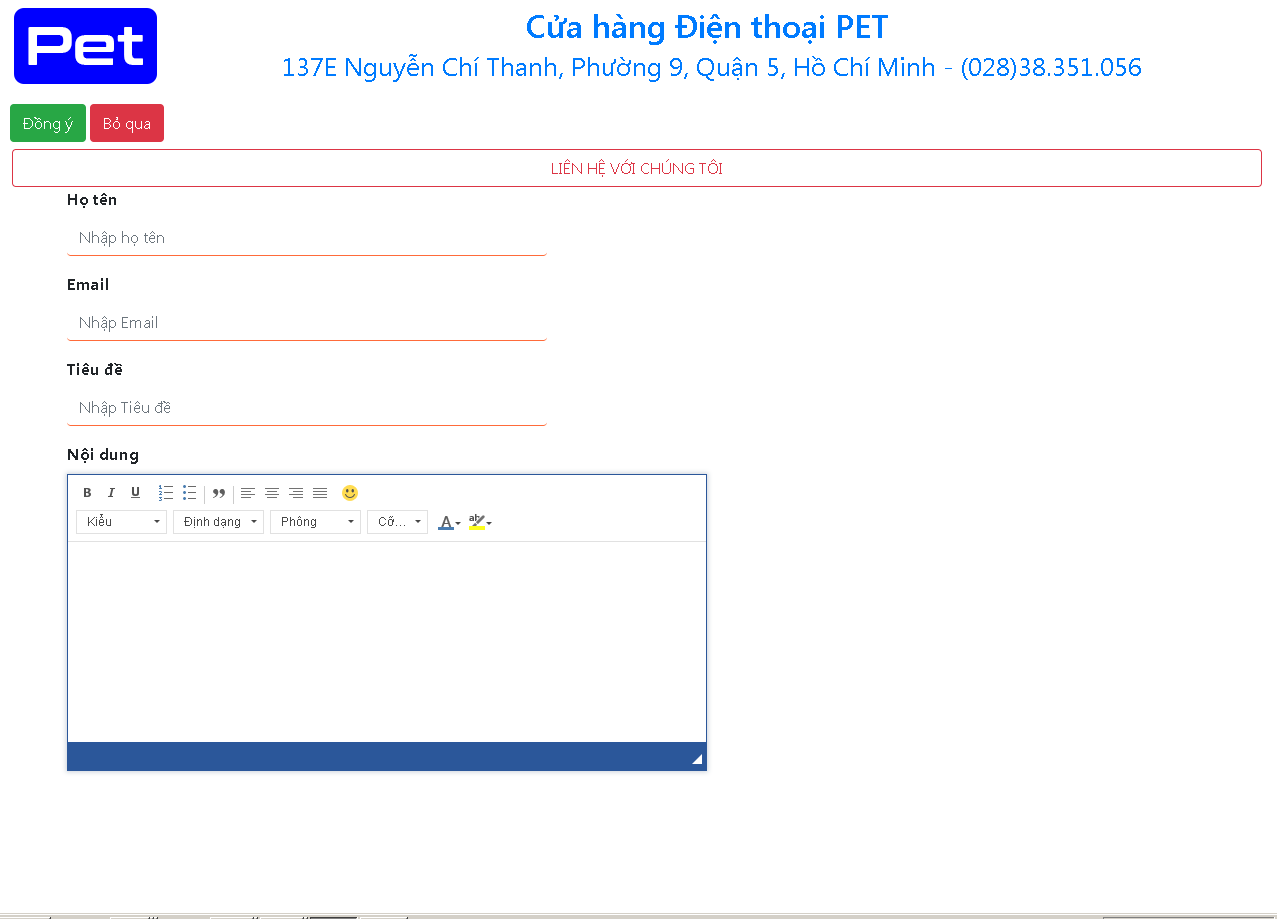 Pet
Cửa hàng Điện thoại PET
137E Nguyễn Chí Thanh, Phường 9, Quận 5, Hồ Chí Minh - (028)38.351.056
Đồng ý Bỏ qua
LIÊN HỆ VỚI CHÚNG TÔI
Họ tên
Nhập họ tên
Email
Nhập Email
Tiêu đề
Nhập Tiêu đề
Nội dung
B I U
Kiểu Định dạng Phông Cỡ... A ab